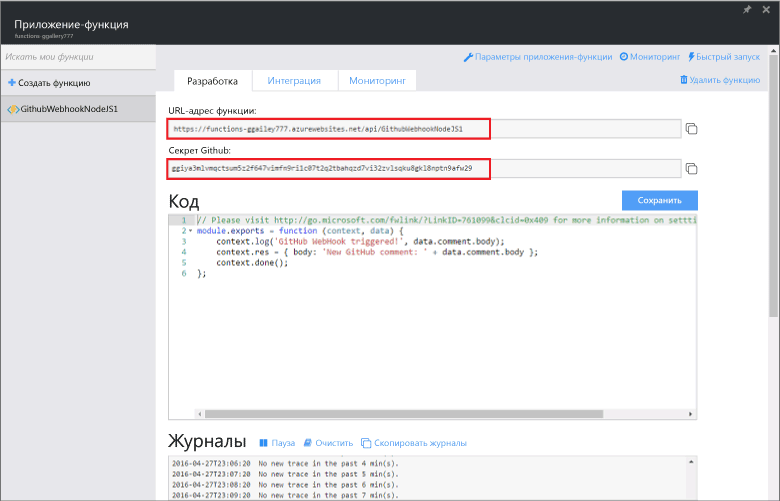 Приложение-функция
functions-ggailey777
Искать мои функции
Параметры приложения-функции Мониторинг Быстрый запуск
Создать функцию
Разработка Интеграция Мониторинг
Удалить функцию
GithubWebhookNodeJS1
URL-адрес функции:
https://functions-ggailey777.azurewebsites.net/api/GithubWebhookNodeJS1
Секрет Github:
Код
Сохранить
1 // Please visit http://go.microsoft.com/fwlink/?LinkID=761099&clcid=0x409 for more information on settti
2 module.exports = function (context, data) {
3 context.log('GitHub WebHook triggered!', data.comment.body);
4 context.res = { body: 'New GitHub comment: ' + data.comment.body };
5 context.done();
6 };
Журналы Пауза Очистить Скопировать журналы
2016-04-27T23:06:20 No new trace in the past 4 min(s).
2016-04-27T23:07:20 No new trace in the past 5 min(s).
2016-04-27T23:08:20 No new trace in the past 6 min(s).
2016-04-27T23:09:20 No new trace in the past 7 min(s).